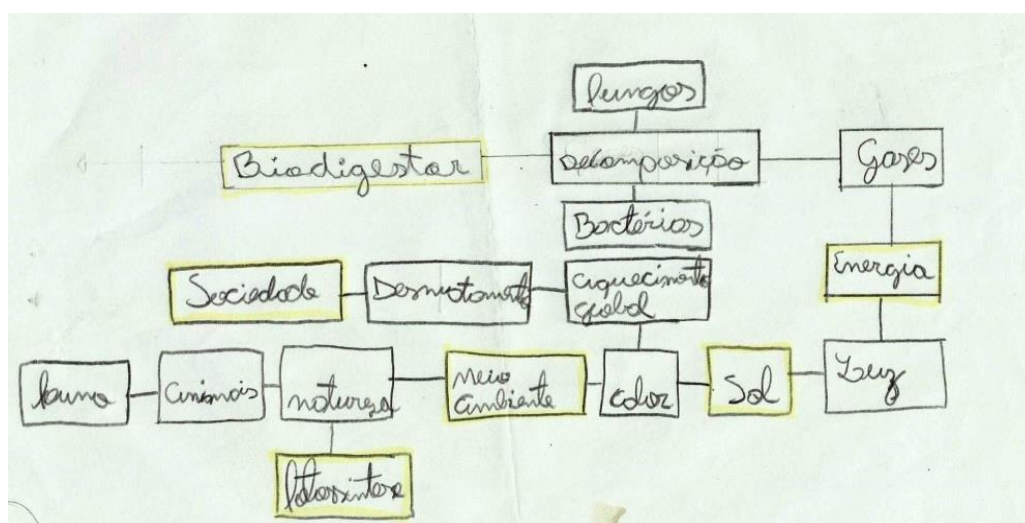 Fungos
Biodigestor
Decomposição
Gases
Bactérias
Energia
Sociedade
Desmatamento
Aquecimento
global
Fauna
Animais
natureza
Meio
Ambiente
Calor
Sol
Luz
Fotossíntese